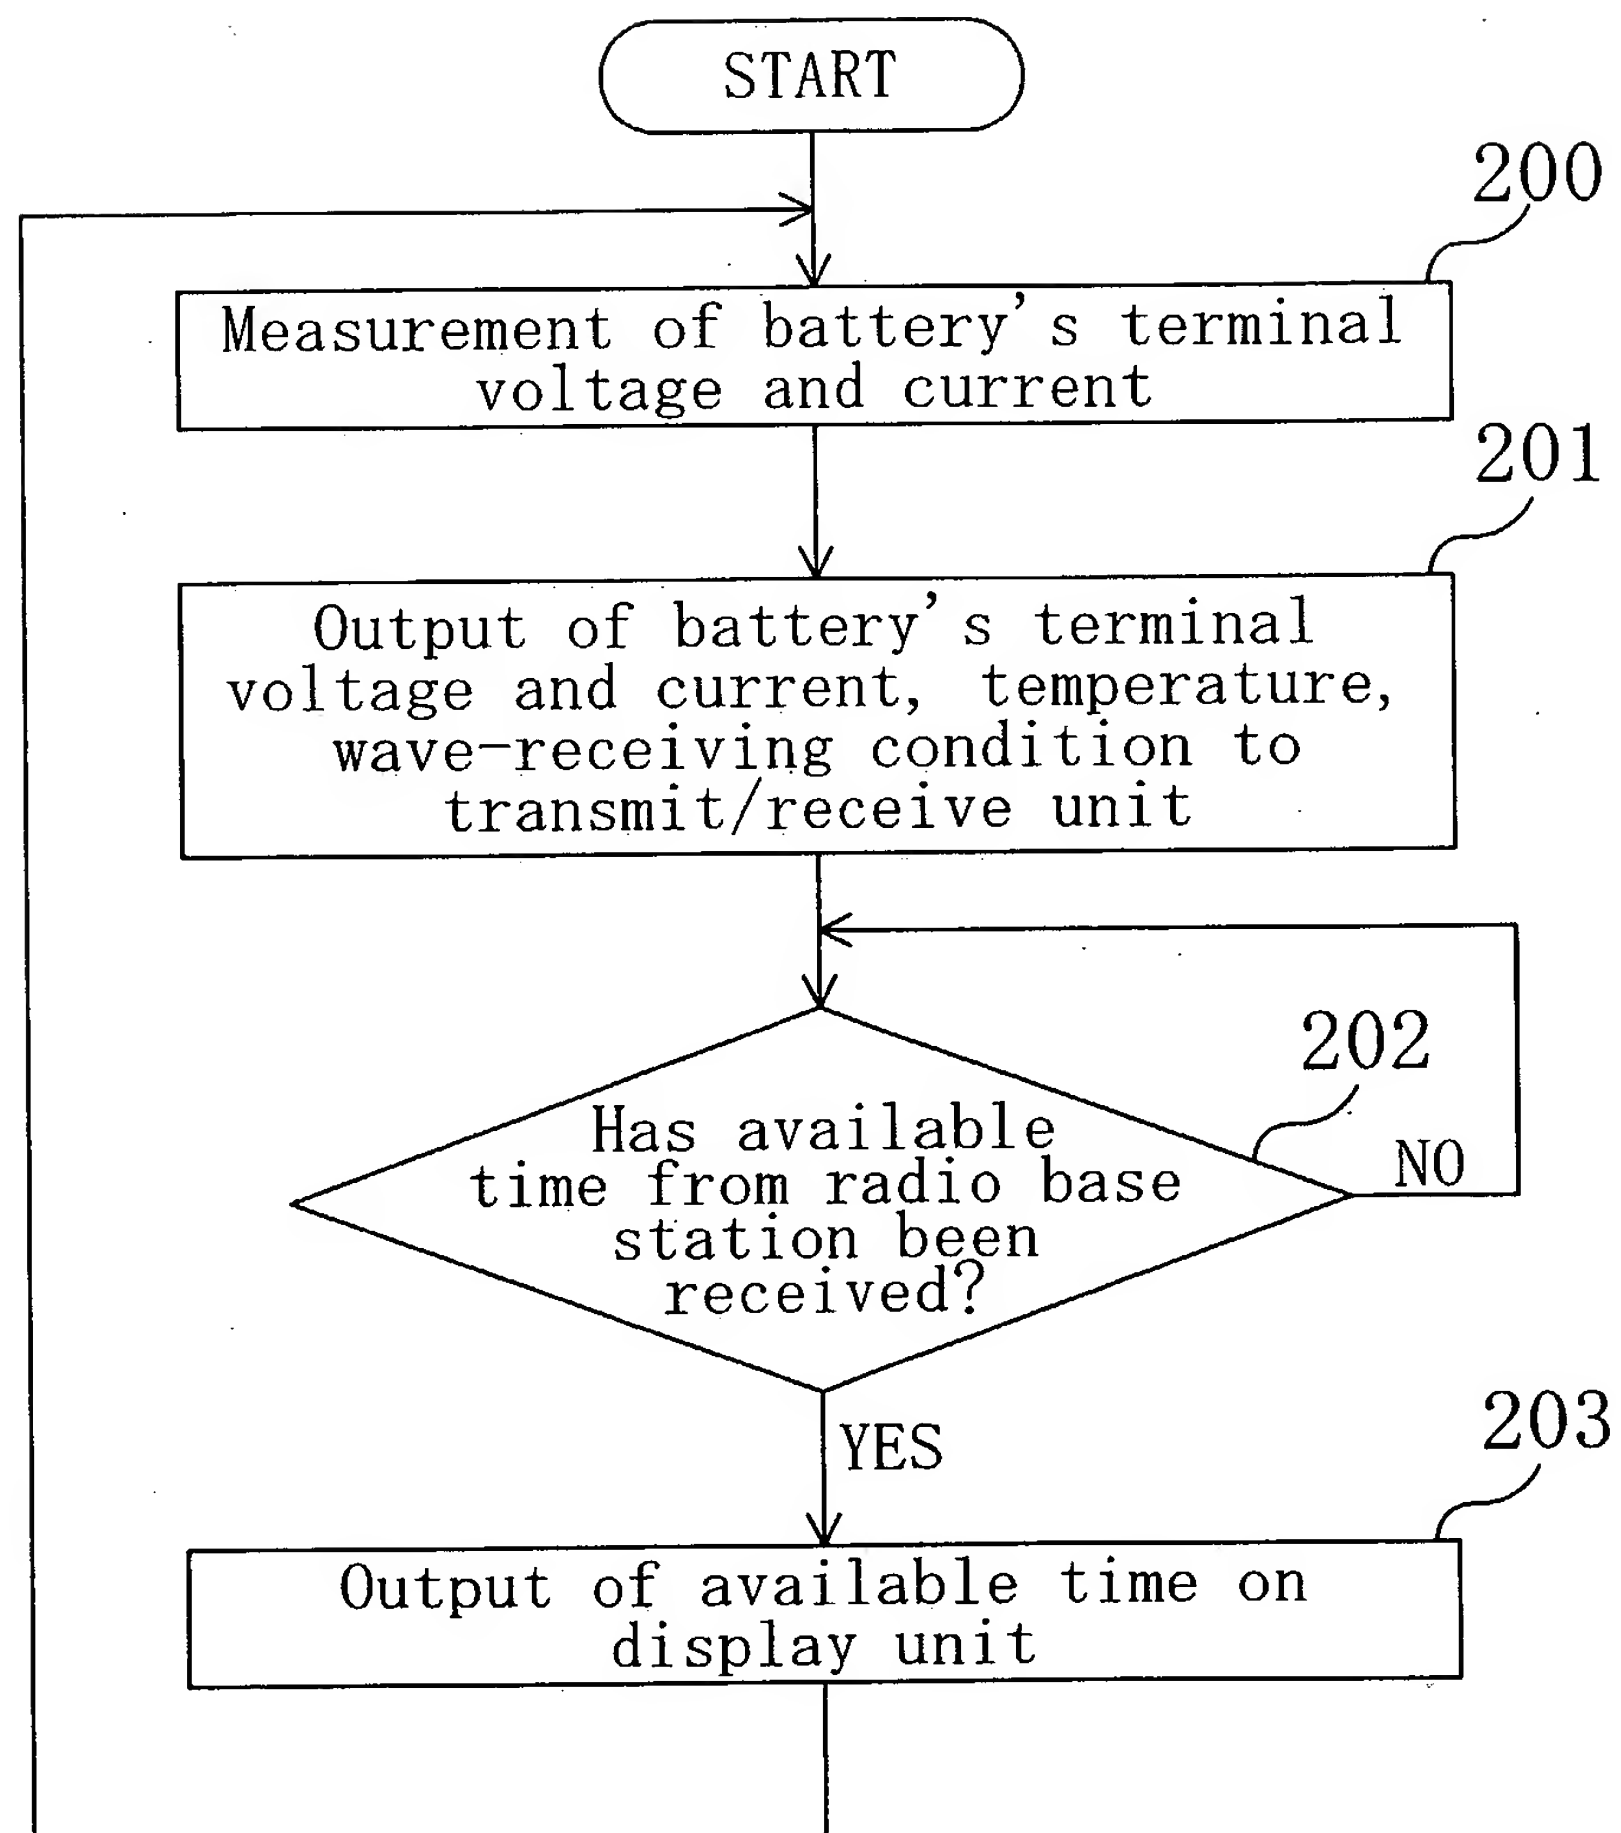 START
200
Measurement of battery's terminal
voltage and current
201
Output of battery's terminal
voltage and current, temperature,
wave-receiving condition to
transmit/receive unit
202
Has available
time from radio base
station been
received?
NO
YES
203
Output of available time on
display unit